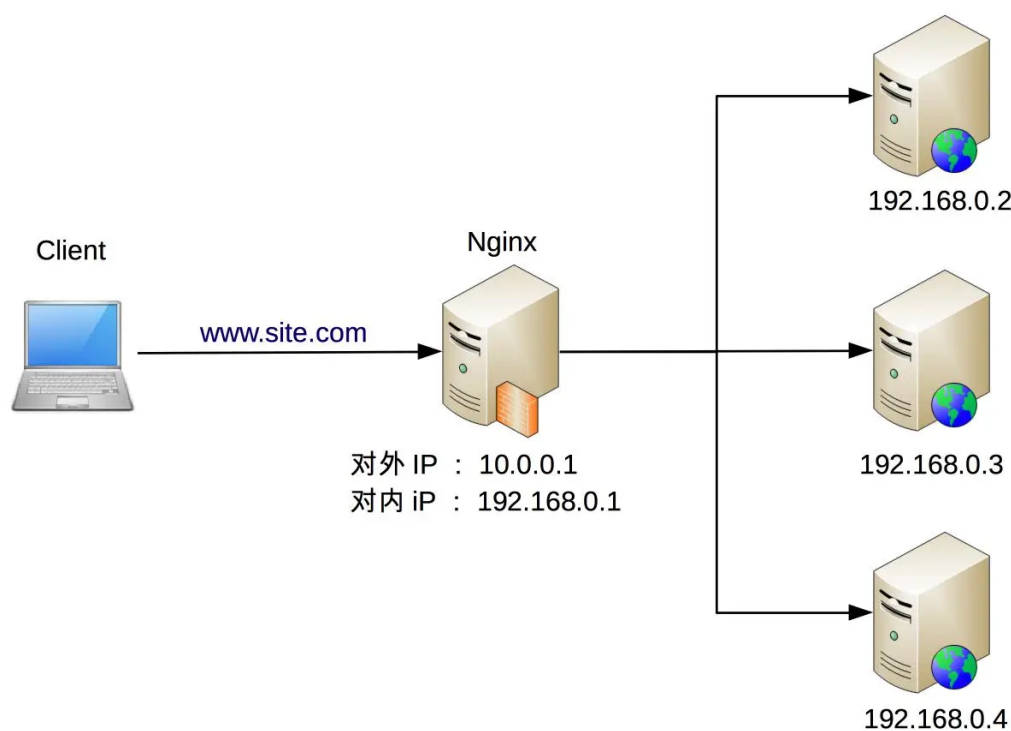 Client
www.site.com
Nginx
对外 IP : 10.0.0.1
对内 iP : 192.168.0.1
192.168.0.2
192.168.0.3
192.168.0.4